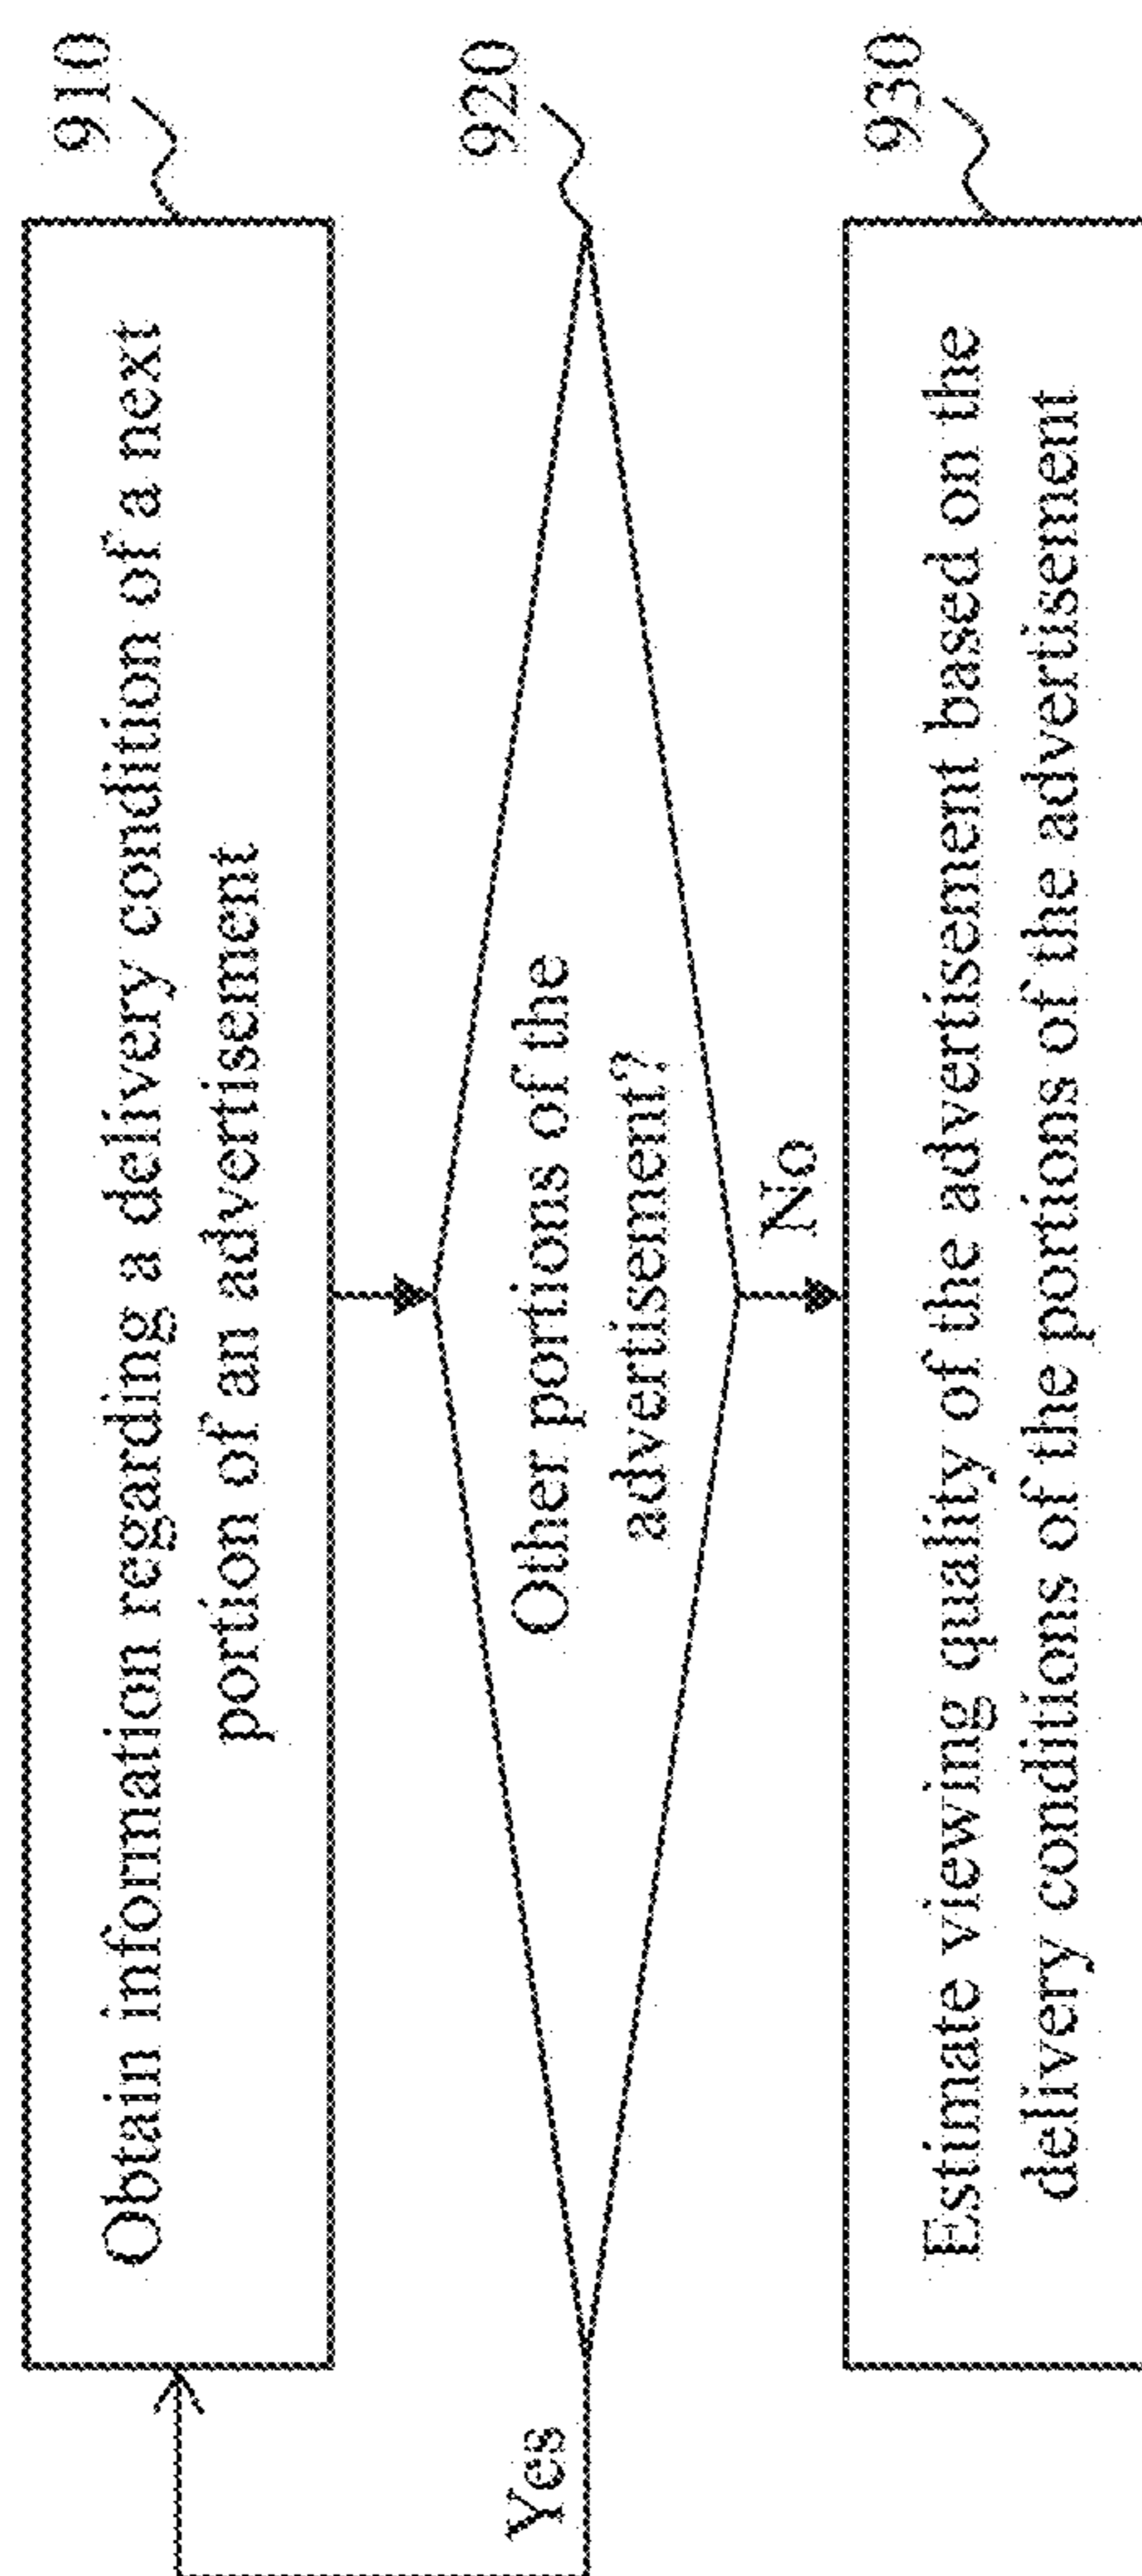 910
Obtain information regarding a delivery condition of a next
portion of an advertisement
920
Other portions of the
advertisement?
Yes
No
930
Estimate viewing quality of the advertisement based on the
delivery conditions of the portions of the advertisement